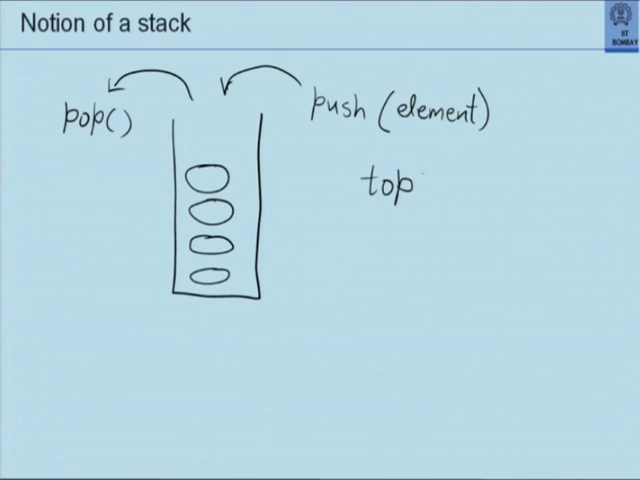 Notion of a stack
IIT
BOMBAY
pop()
push (element)
top